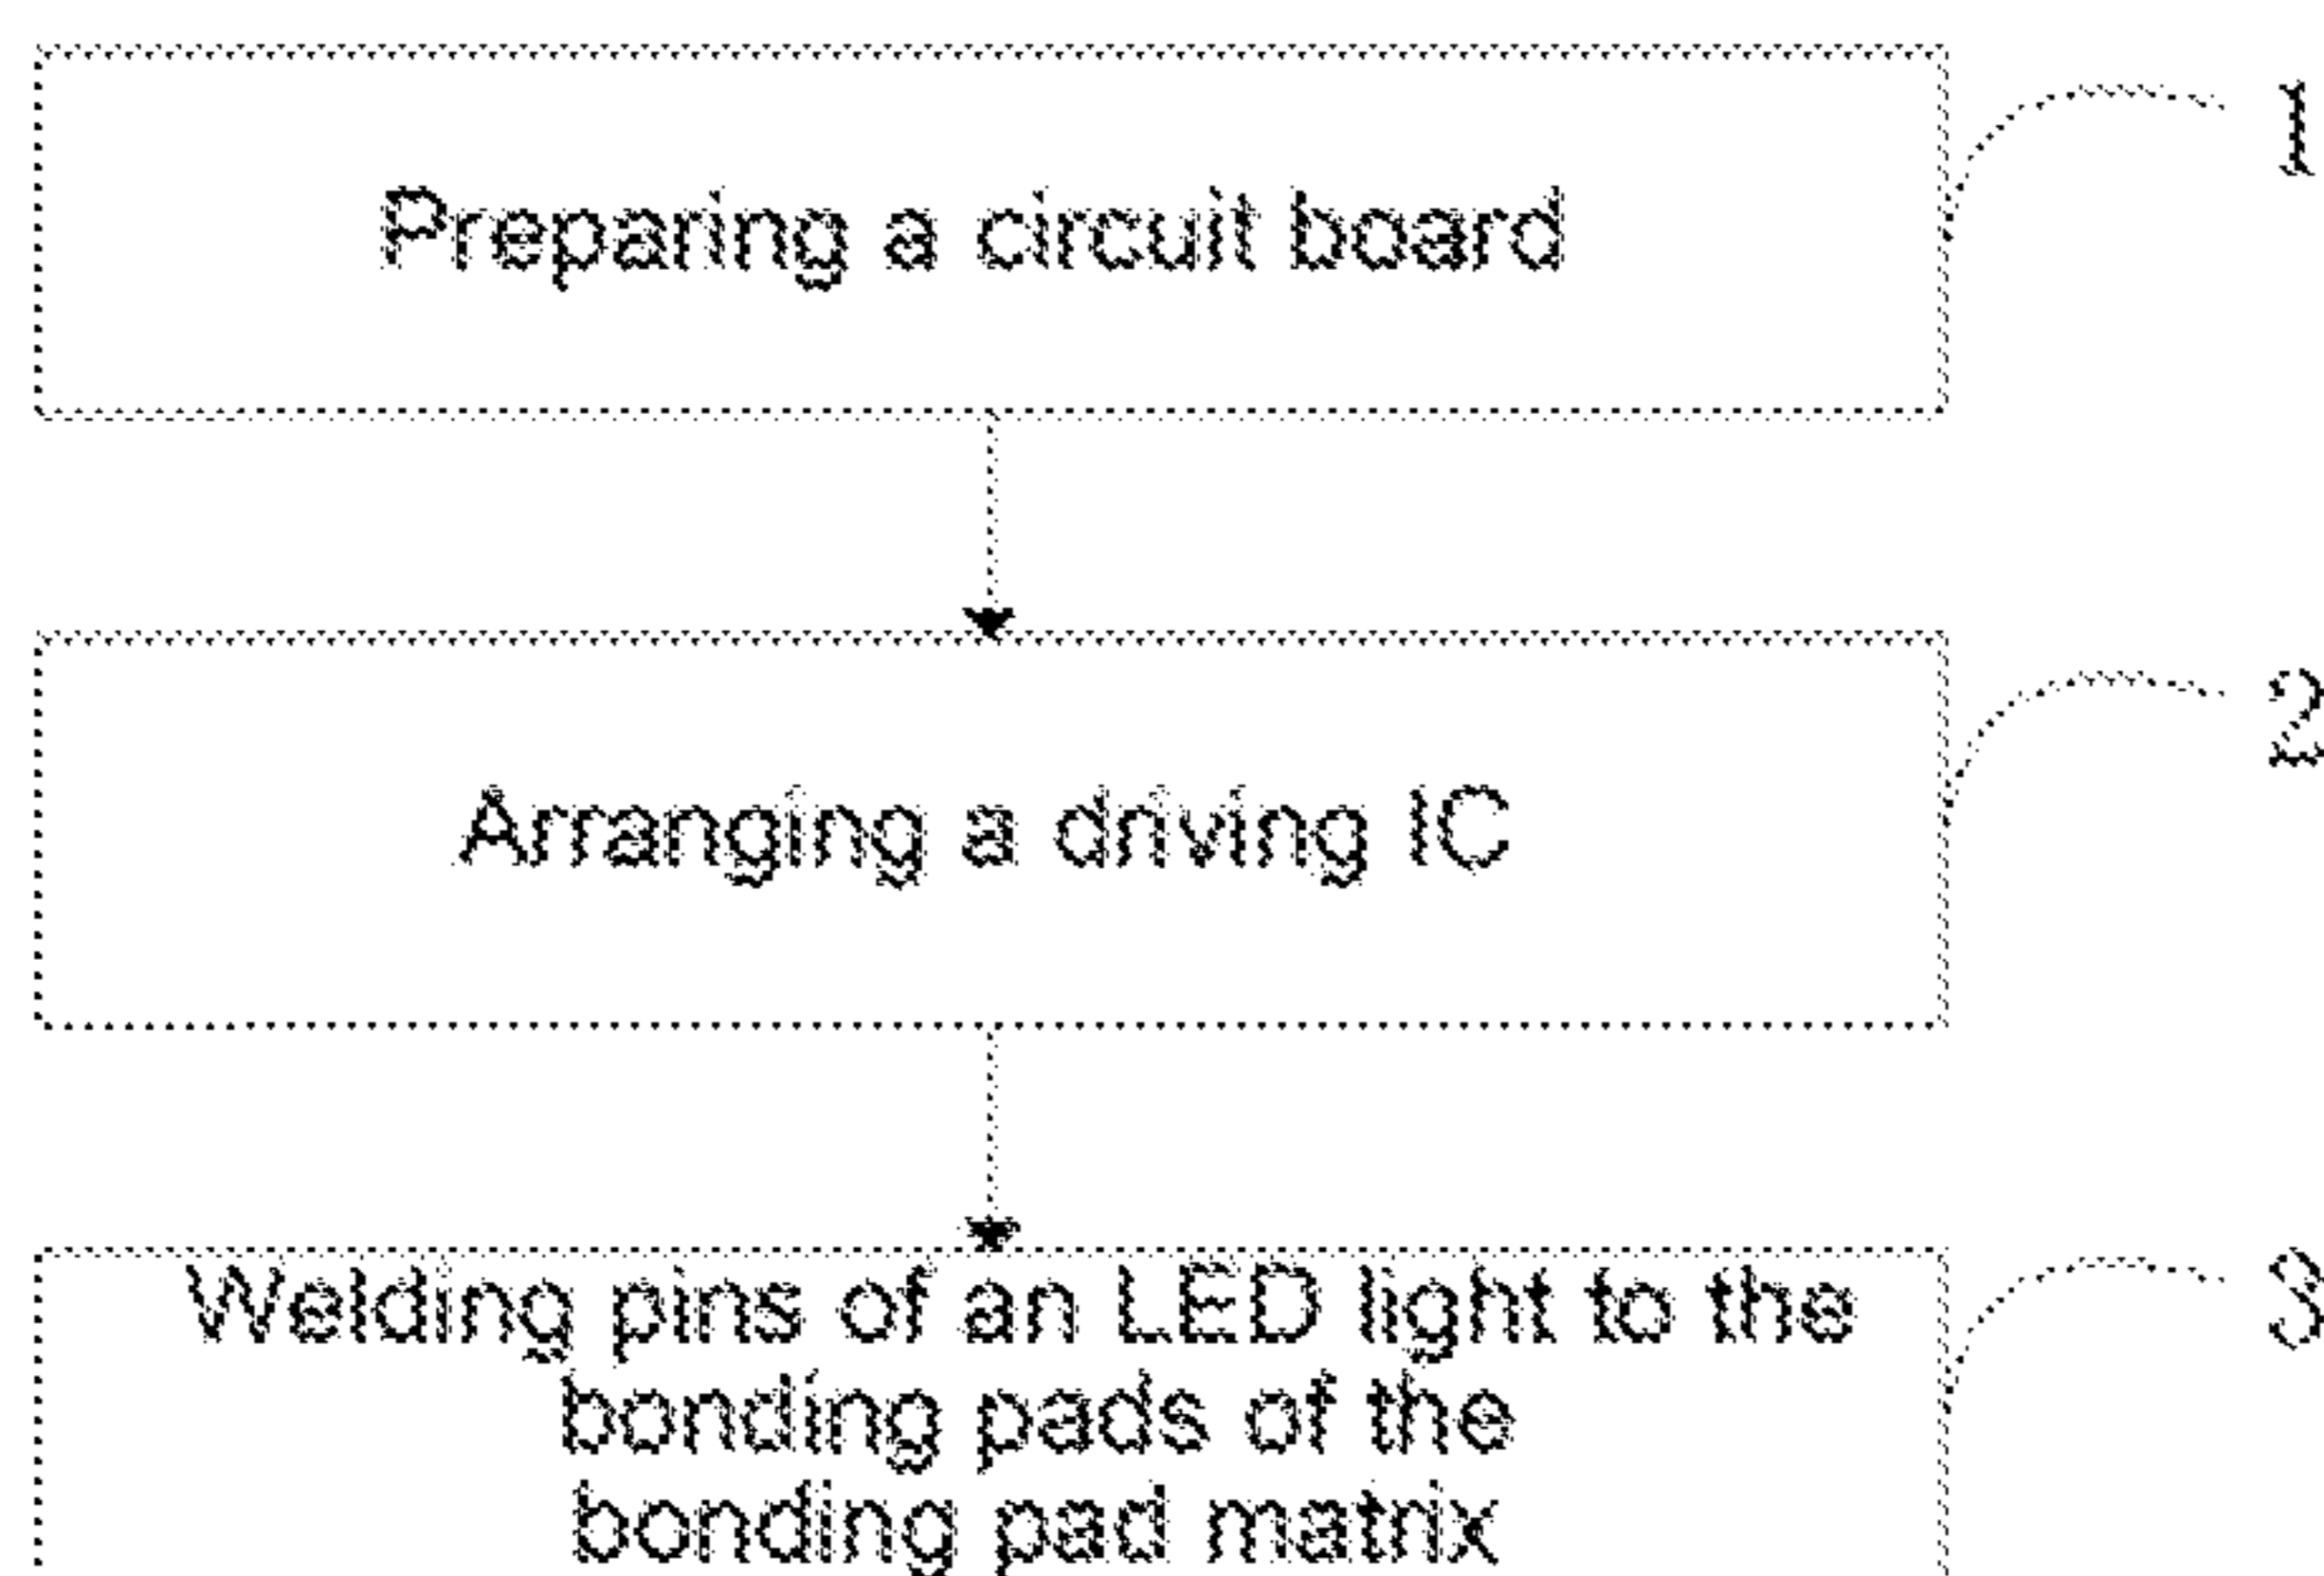 Preparing a circuit board
1
Arranging a driving IC
2
Welding pins of an LED light to the
bonding pads of the
bonding pad matrix
3